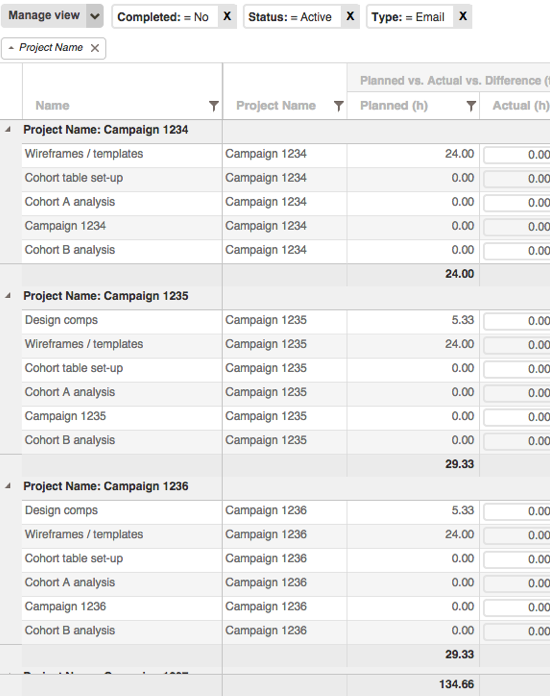 Manage view Completed: = No X Status: = Active X Type: = Email X
Project Name ×
Planned vs. Actual vs. Difference
Name Project Name Planned (h) Actual (h)
Project Name: Campaign 1234
Wireframes / templates Campaign 1234 24.00 0.00
Cohort table set-up Campaign 1234 0.00 0.00
Cohort A analysis Campaign 1234 0.00 0.00
Campaign 1234 Campaign 1234 0.00 0.00
Cohort B analysis Campaign 1234 0.00 0.00
24.00
Project Name: Campaign 1235
Design comps Campaign 1235 5.33 0.00
Wireframes / templates Campaign 1235 24.00 0.00
Cohort table set-up Campaign 1235 0.00 0.00
Cohort A analysis Campaign 1235 0.00 0.00
Campaign 1235 Campaign 1235 0.00 0.00
Cohort B analysis Campaign 1235 0.00 0.00
29.33
Project Name: Campaign 1236
Design comps Campaign 1236 5.33 0.00
Wireframes / templates Campaign 1236 24.00 0.00
Cohort table set-up Campaign 1236 0.00 0.00
Cohort A analysis Campaign 1236 0.00 0.00
Campaign 1236 Campaign 1236 0.00 0.00
Cohort B analysis Campaign 1236 0.00 0.00
29.33
134.66